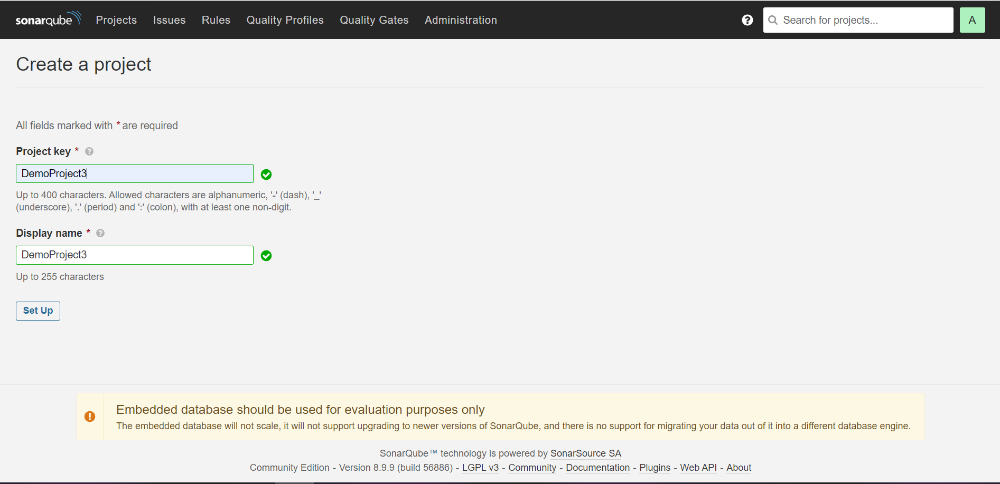 sonarqube Projects Issues Rules Quality Profiles Quality Gates Administration ? Search for projects... A
Create a project
All fields marked with * are required
Project key * ?
DemoProject3
Up to 400 characters. Allowed characters are alphanumeric, '-' (dash), '_'
(underscore), '.' (period) and ':' (colon), with at least one non-digit.
Display name * ?
DemoProject3
Up to 255 characters
Set Up
Embedded database should be used for evaluation purposes only
The embedded database will not scale, it will not support upgrading to newer versions of SonarQube, and there is no support for migrating your data out of it into a different database engine.
SonarQube™ technology is powered by SonarSource SA
Community Edition - Version 8.9.9 (build 56886) - LGPL v3 - Community - Documentation - Plugins - Web API - About